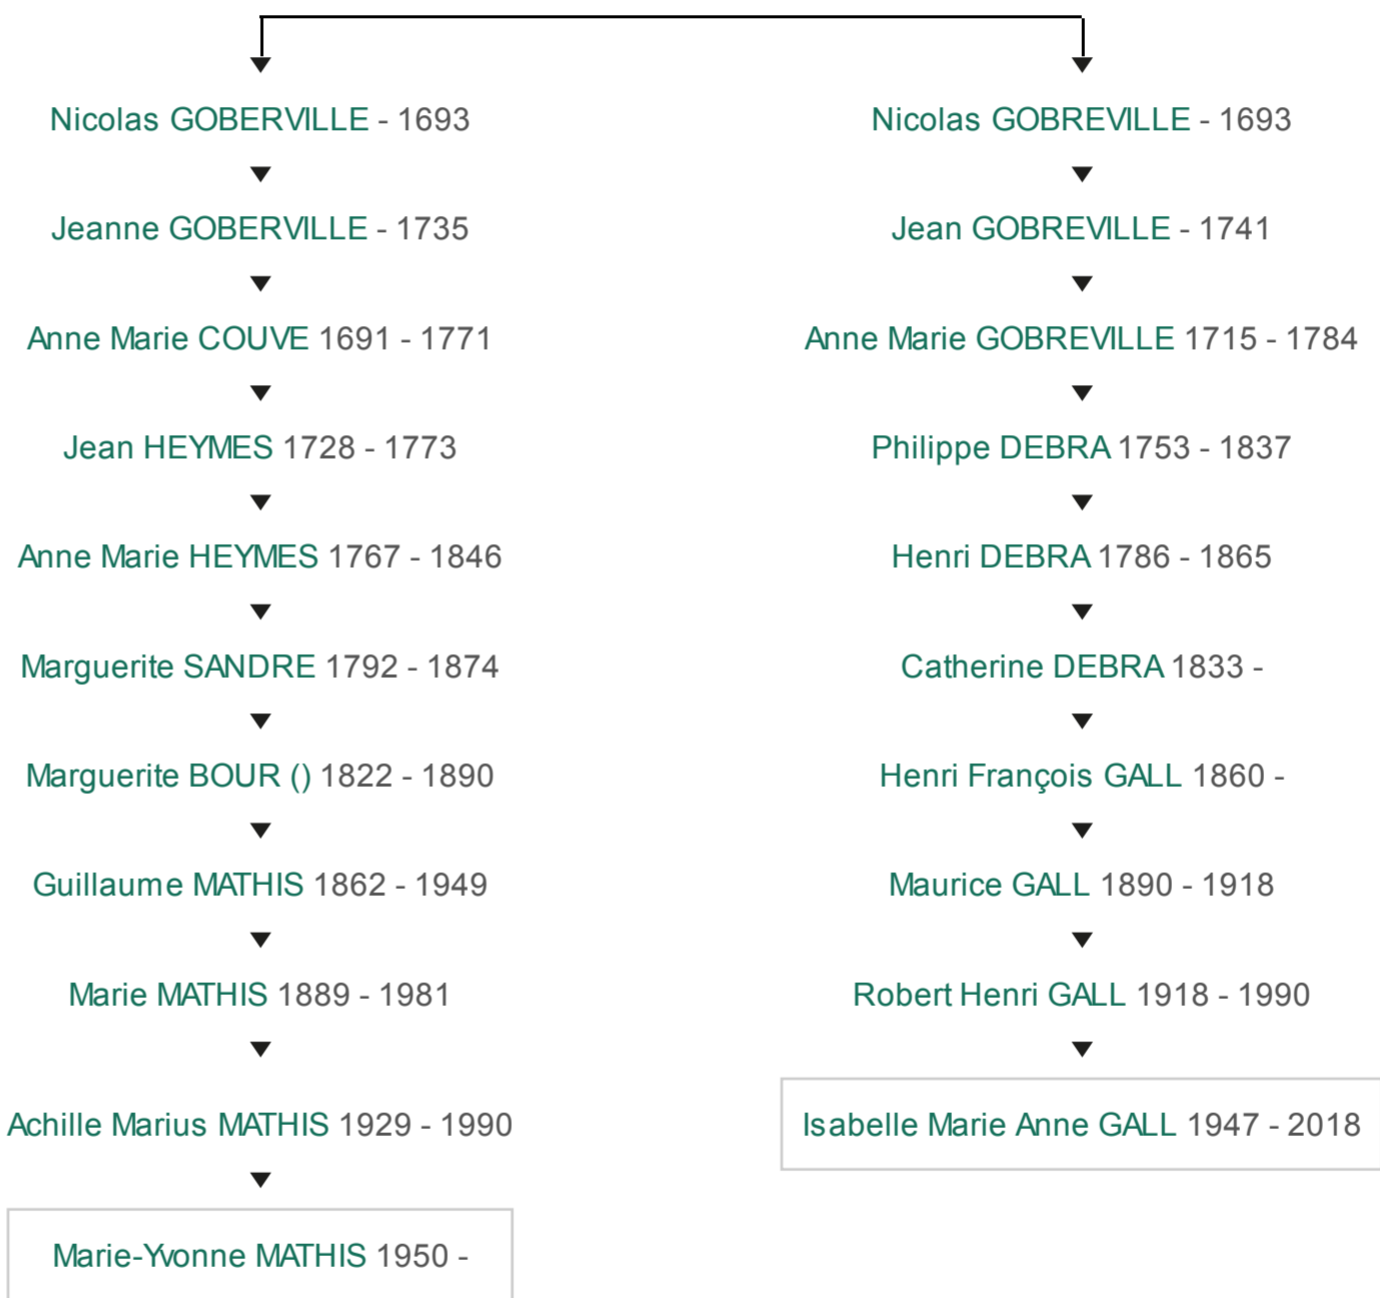 Nicolas GOBERVILLE - 1693
Jeanne GOBERVILLE - 1735
Anne Marie COUVE 1691 - 1771
Jean HEYMES 1728 - 1773
Anne Marie HEYMES 1767 - 1846
Marguerite SANDRE 1792 - 1874
Marguerite BOUR () 1822 - 1890
Guillaume MATHIS 1862 - 1949
Marie MATHIS 1889 - 1981
Achille Marius MATHIS 1929 - 1990
Marie-Yvonne MATHIS 1950 -
Nicolas GOBREVILLE - 1693
Jean GOBREVILLE - 1741
Anne Marie GOBREVILLE 1715 - 1784
Philippe DEBRA 1753 - 1837
Henri DEBRA 1786 - 1865
Catherine DEBRA 1833 -
Henri François GALL 1860 -
Maurice GALL 1890 - 1918
Robert Henri GALL 1918 - 1990
Isabelle Marie Anne GALL 1947 - 2018